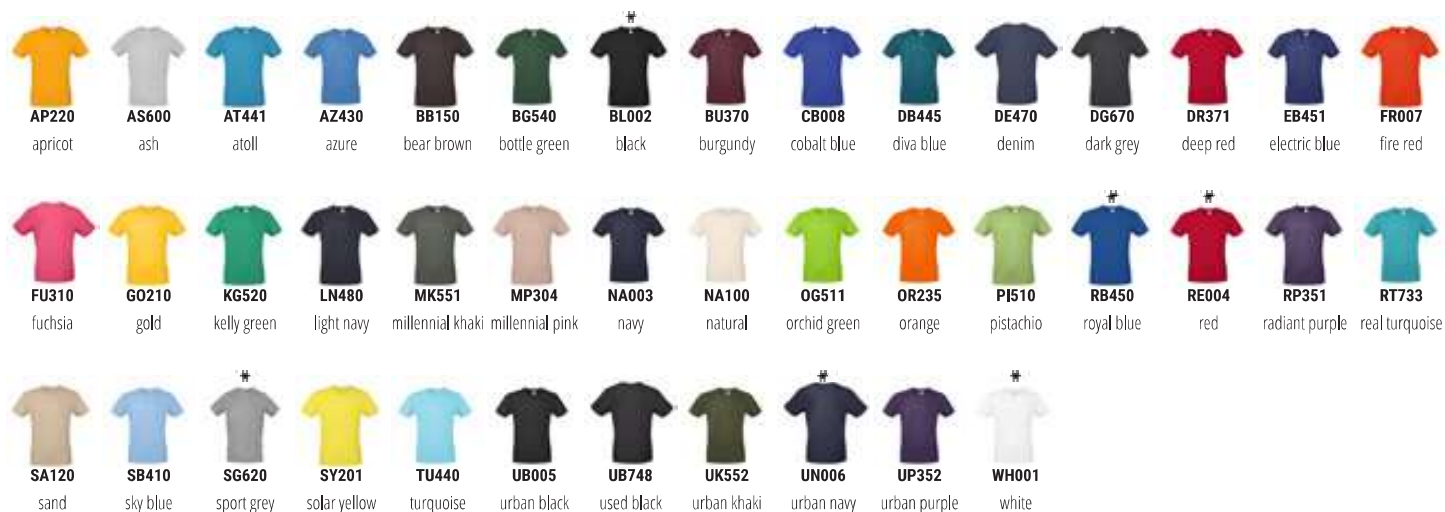 AP220 AS600 AT441 AZ430 BB150 BG540 BL002 BU370 CB008 DB445 DE470 DG670 DR371 EB451 FR007
apricot ash atoll azure bear brown bottle green black burgundy cobalt blue diva blue denim dark grey deep red electric blue fire red
FU310 GO210 KG520 LN480 MK551 MP304 NA003 NA100 OG511 OR235 PI510 RB450 RE004 RP351 RT733
fuchsia gold kelly green light navy millennial khaki millennial pink navy natural orchid green orange pistachio royal blue red radiant purple real turquoise
SA120 SB410 SG620 SY201 TU440 UB005 UB748 UK552 UN006 UP352 WH001
sand sky blue sport grey solar yellow turquoise urban black used black urban khaki urban navy urban purple white